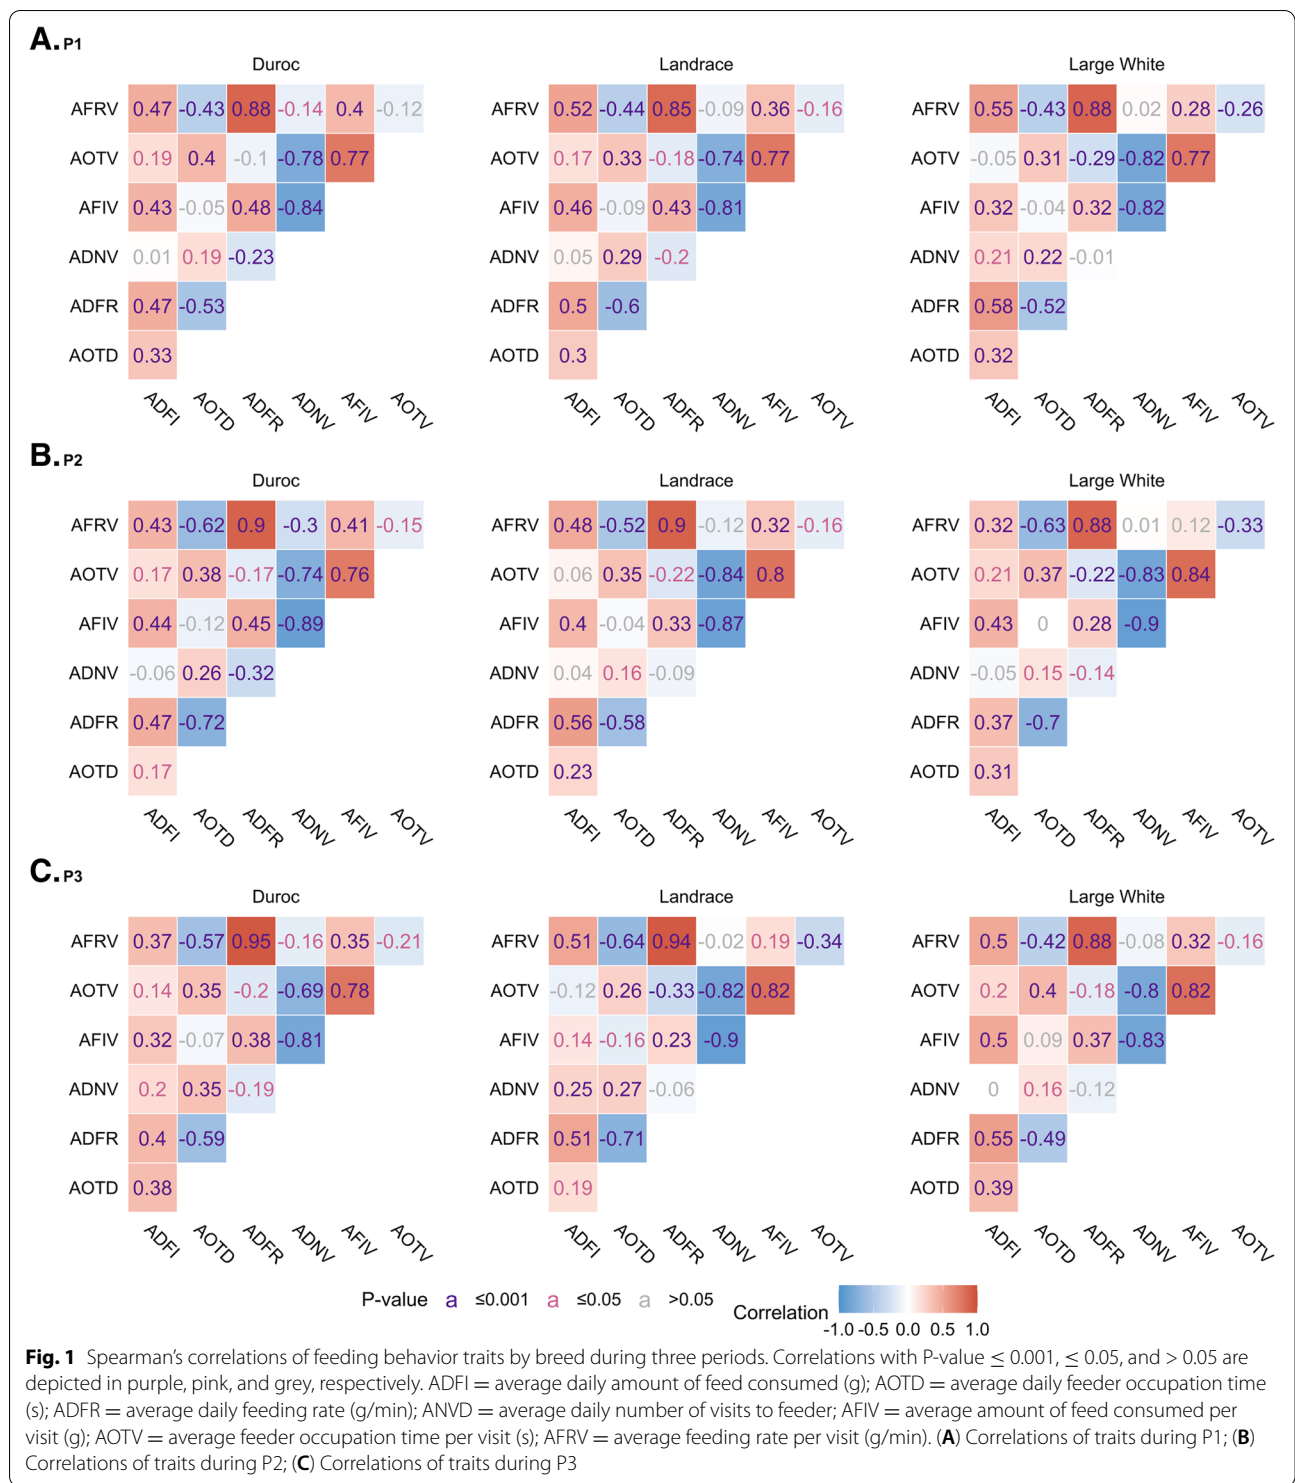 A. P1
Duroc Landrace Large White
AFRV 0.47 -0.43 0.88 -0.14 0.4 -0.12 AFRV 0.52 -0.44 0.85 -0.09 0.36 -0.16 AFRV 0.55 -0.43 0.88 0.02 0.28 -0.26
AOTV 0.19 0.4 -0.1 -0.78 0.77 AOTV 0.17 0.33 -0.18 -0.74 0.77 AOTV -0.05 0.31 -0.29 -0.82 0.77
AFIV 0.43 -0.05 0.48 -0.84 AFIV 0.46 -0.09 0.43 -0.81 AFIV 0.32 -0.04 0.32 -0.82
ADNV 0.01 0.19 -0.23 ADNV 0.05 0.29 -0.2 ADNV 0.21 0.22 -0.01
ADFR 0.47 -0.53 ADFR 0.5 -0.6 ADFR 0.58 -0.52
AOTD 0.33 AOTD 0.3 AOTD 0.32
ADFI AOTD ADFR ADNV AFIV AOTV ADFI AOTD ADFR ADNV AFIV AOTV ADFI AOTD ADFR ADNV AFIV AOTV
B. P2
Duroc Landrace Large White
AFRV 0.43 -0.62 0.9 -0.3 0.41 -0.15 AFRV 0.48 -0.52 0.9 -0.12 0.32 -0.16 AFRV 0.32 -0.63 0.88 0.01 0.12 -0.33
AOTV 0.17 0.38 -0.17 -0.74 0.76 AOTV 0.06 0.35 -0.22 -0.84 0.8 AOTV 0.21 0.37 -0.22 -0.83 0.84
AFIV 0.44 -0.12 0.45 -0.89 AFIV 0.4 -0.04 0.33 -0.87 AFIV 0.43 0 0.28 -0.9
ADNV -0.06 0.26 -0.32 ADNV 0.04 0.16 -0.09 ADNV -0.05 0.15 -0.14
ADFR 0.47 -0.72 ADFR 0.56 -0.58 ADFR 0.37 -0.7
AOTD 0.17 AOTD 0.23 AOTD 0.31
ADFI AOTD ADFR ADNV AFIV AOTV ADFI AOTD ADFR ADNV AFIV AOTV ADFI AOTD ADFR ADNV AFIV AOTV
C. P3
Duroc Landrace Large White
AFRV 0.37 -0.57 0.95 -0.16 0.35 -0.21 AFRV 0.51 -0.64 0.94 -0.02 0.19 -0.34 AFRV 0.5 -0.42 0.88 -0.08 0.32 -0.16
AOTV 0.14 0.35 -0.2 -0.69 0.78 AOTV -0.12 0.26 -0.33 -0.82 0.82 AOTV 0.2 0.4 -0.18 -0.8 0.82
AFIV 0.32 -0.07 0.38 -0.81 AFIV 0.14 -0.16 0.23 -0.9 AFIV 0.5 0.09 0.37 -0.83
ADNV 0.2 0.35 -0.19 ADNV 0.25 0.27 -0.06 ADNV 0 0.16 -0.12
ADFR 0.4 -0.59 ADFR 0.51 -0.71 ADFR 0.55 -0.49
AOTD 0.38 AOTD 0.19 AOTD 0.39
ADFI AOTD ADFR ADNV AFIV AOTV ADFI AOTD ADFR ADNV AFIV AOTV ADFI AOTD ADFR ADNV AFIV AOTV
P-value a ≤0.001 a ≤0.05 a >0.05 Correlation
-1.0 -0.5 0.0 0.5 1.0
Fig. 1 Spearman's correlations of feeding behavior traits by breed during three periods. Correlations with P-value ≤ 0.001, ≤ 0.05, and > 0.05 are
depicted in purple, pink, and grey, respectively. ADFI = average daily amount of feed consumed (g); AOTD = average daily feeder occupation time
(s); ADFR = average daily feeding rate (g/min); ANVD = average daily number of visits to feeder; AFIV = average amount of feed consumed per
visit (g); AOTV = average feeder occupation time per visit (s); AFRV = average feeding rate per visit (g/min). (A) Correlations of traits during P1; (B)
Correlations of traits during P2; (C) Correlations of traits during P3